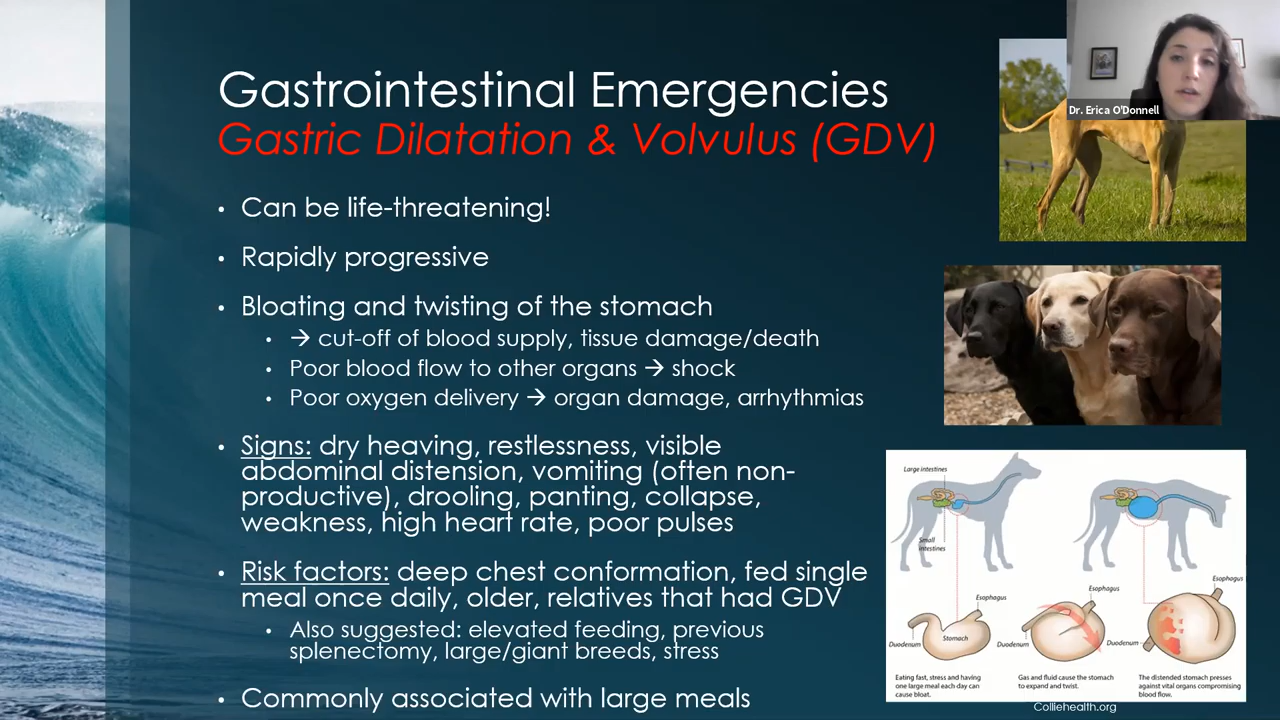 Gastrointestinal Emergencies
Gastric Dilatation & Volvulus (GDV)
Dr. Erica O'Donnell
• Can be life-threatening!
• Rapidly progressive
• Bloating and twisting of the stomach
• → cut-off of blood supply, tissue damage/death
• Poor blood flow to other organs → shock
• Poor oxygen delivery → organ damage, arrhythmias
• Signs: dry heaving, restlessness, visible
abdominal distension, vomiting (often non-
productive), drooling, panting, collapse,
weakness, high heart rate, poor pulses
• Risk factors: deep chest conformation, fed single
meal once daily, older, relatives that had GDV
• Also suggested: elevated feeding, previous
splenectomy, large/giant breeds, stress
• Commonly associated with large meals
Large intestines
Small
intestines
Esophagus
Duodenum
Stomach
Esophagus
Duodenum
Esophagus
Duodenum
Eating fast, stress and having
one large meal each day can
cause bloat.
Gas and fluid cause the stomach
to expand and twist.
The distended stomach presses
against vital organs compromising
blood flow.
Colliehealth.org